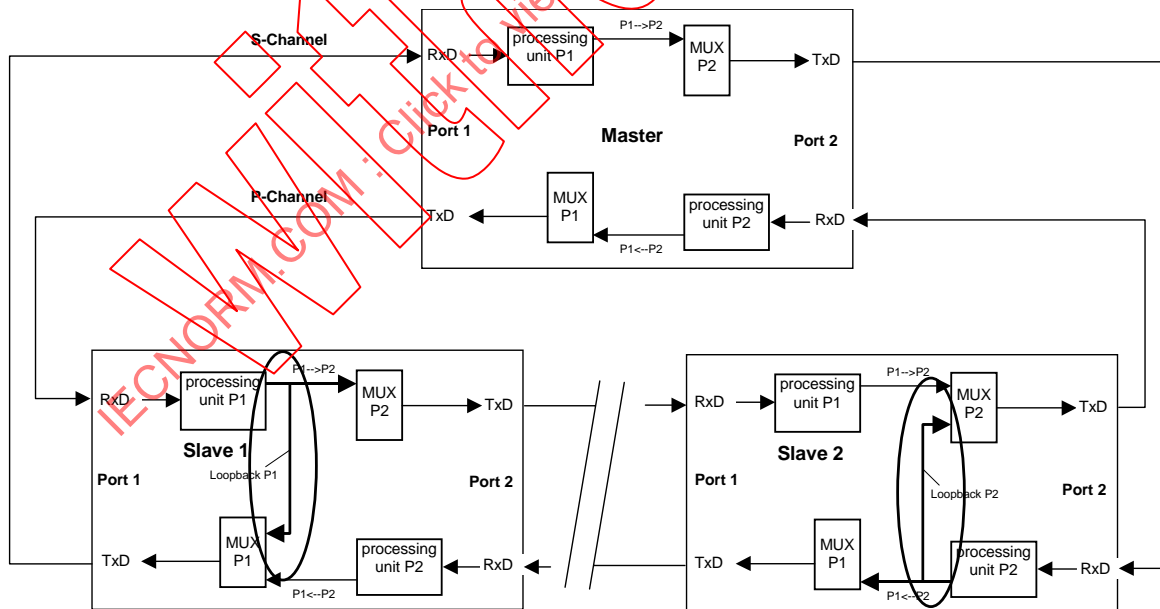 S-Channel
RxD
processing
unit P1
P1-->P2
MUX
P2
TxD
Port 1
Master
Port 2
P-Channel
TxD
MUX
P1
P1<--P2
processing
unit P2
RxD
IECNORM.COM : Click to vie
RxD
processing
unit P1
P1-->P2
MUX
P2
TxD
Slave 1
Loopback P1
Port 1
Port 2
TxD
MUX
P1
P1<--P2
processing
unit P2
RxD
RxD
processing
unit P1
P1-->P2
MUX
P2
TxD
Slave 2
Port 1
Loopback P2
Port 2
TxD
MUX
P1
P1<--P2
processing
unit P2
RxD